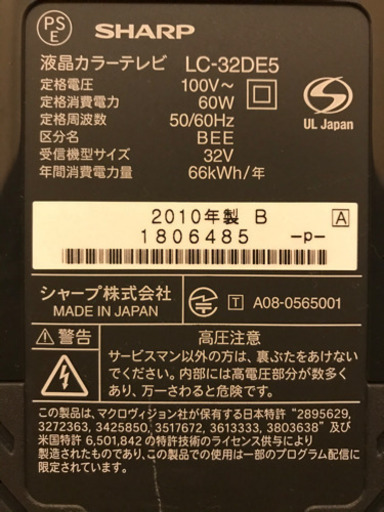 PS
E
SHARP
液晶カラーテレビ LC-32DE5
定格電圧 100V~
定格消費電力 60W
定格周波数 50/60Hz
区分名 BEE
受信機型サイズ 32V
年間消費電力量 66kWh/年
S
UL Japan
2010年製 B A
1806485 -p-
シャープ株式会社
MADE IN JAPAN
T A08-0565001
警告 高圧注意
サービスマン以外の方は、裏ぶたをあけないで
ください。内部には高電圧部分が数多く
あり、万一さわると危険です。
この製品は、マクロヴィジョン社が保有する日本特許 "2895629,
3272363, 3425850, 3517672, 3613333, 3803638" 及び
米国特許 6,501,842 の特許技術のライセンス供与により
製造されたものであり、この製品での使用は一部のプログラム配信に
限定されています。